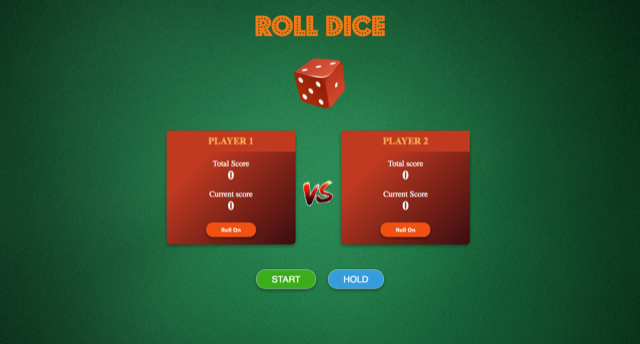 ROLL DICE
PLAYER 1
Total Score
0
Current score
0
Roll On
VS
PLAYER 2
Total score
0
Current Score
0
Roll On
START
HOLD